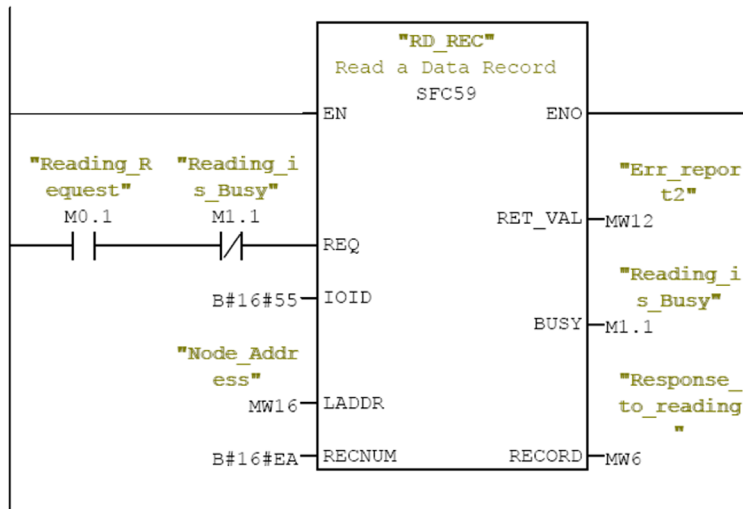 "RD_REC"
Read a Data Record
SFC59
EN
ENO
"Reading_R
equest"
M0.1
"Reading_i
s_Busy"
M1.1
REQ
"Err_repor
t2"
RET_VAL
MW12
B#16#55
IOID
"Reading_i
s_Busy"
BUSY
M1.1
"Node_Addr
ess"
MW16
LADDR
"Response_
to_reading
"
B#16#EA
RECNUM
RECORD
MW6